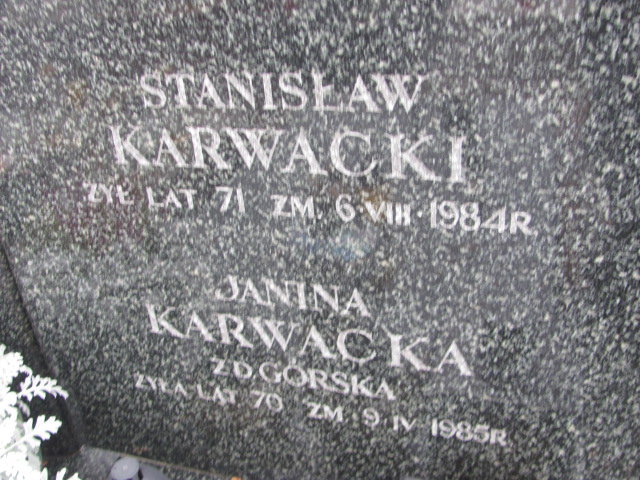 STANISŁAW
KARWACKI
ŻYŁ LAT 71 ZM. 6·VIII·1984R
JANINA
KARWACKA
ZD.GÓRSKA
ŻYŁA LAT 70 ZM·9·IV 1985R